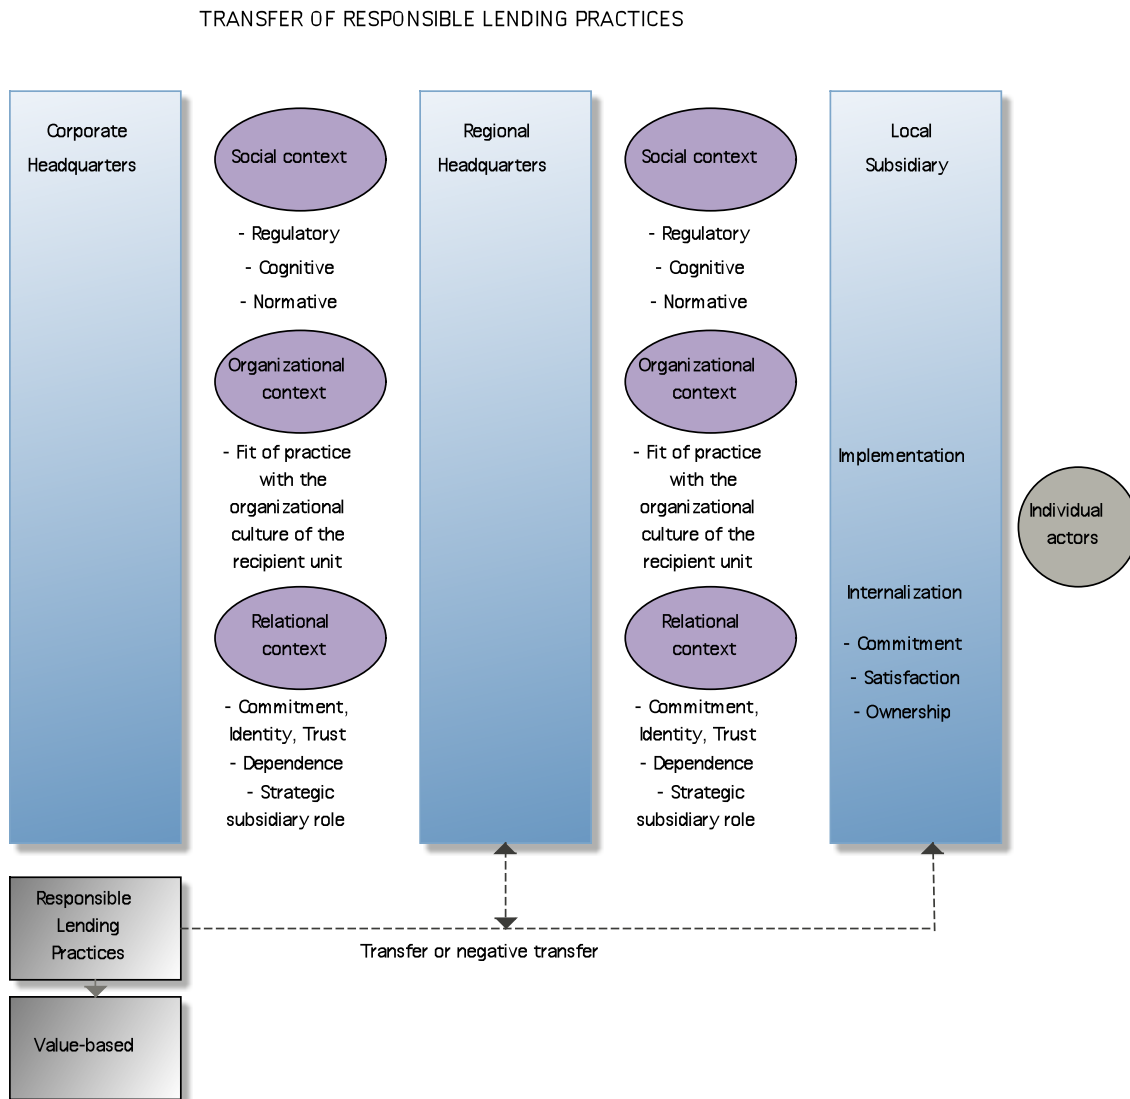 TRANSFER OF RESPONSIBLE LENDING PRACTICES
Corporate
Headquarters
Social context
- Regulatory
- Cognitive
- Normative
Organizational
context
- Fit of practice
with the
organizational
culture of the
recipient unit
Relational
context
- Commitment,
Identity, Trust
- Dependence
- Strategic
subsidiary role
Regional
Headquarters
Social context
- Regulatory
- Cognitive
- Normative
Organizational
context
- Fit of practice
with the
organizational
culture of the
recipient unit
Relational
context
- Commitment,
Identity, Trust
- Dependence
- Strategic
subsidiary role
Local
Subsidiary
Implementation
Internalization
- Commitment
- Satisfaction
- Ownership
Individual
actors
Responsible
Lending
Practices
Transfer or negative transfer
Value-based